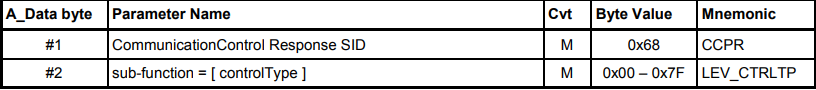 A_Data byte Parameter Name Cvt Byte Value Mnemonic
#1 CommunicationControl Response SID M 0x68 CCPR
#2 sub-function = [ controlType ] M 0x00 – 0x7F LEV_CTRLTP